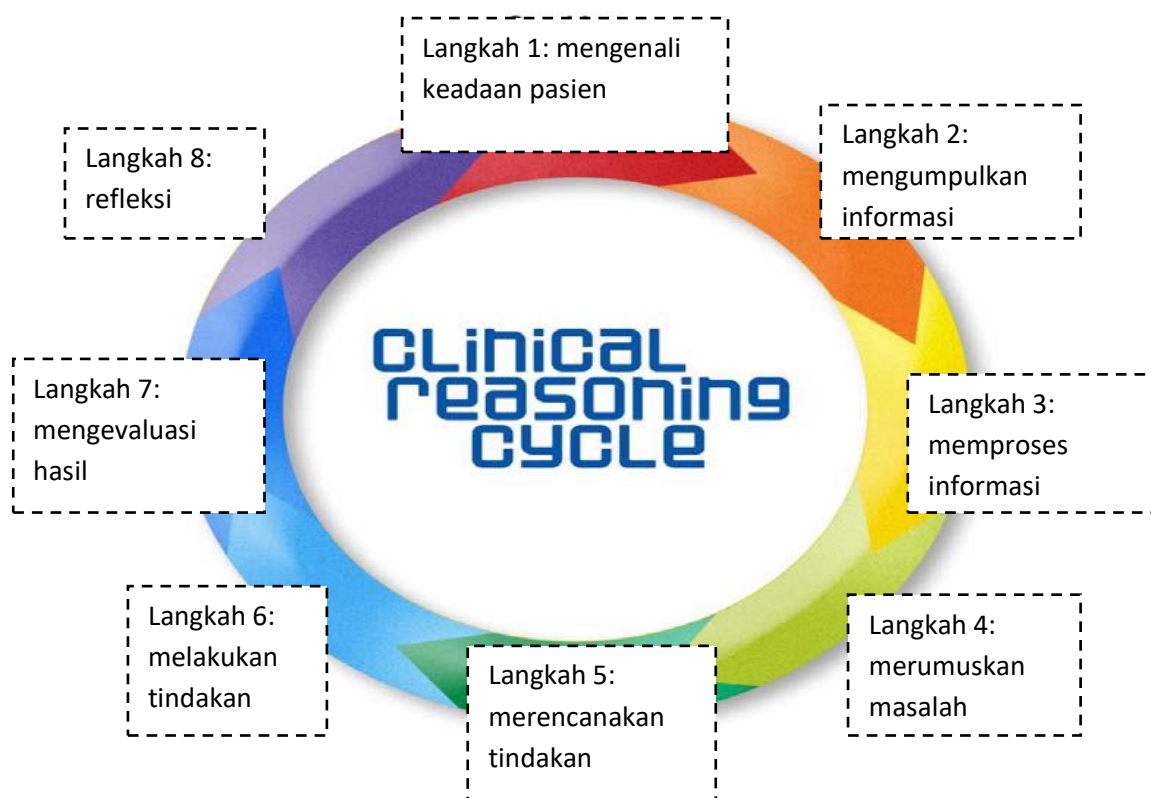 Langkah 1: mengenali
keadaan pasien
Langkah 2:
mengumpulkan
informasi
Langkah 3:
memproses
informasi
Langkah 4:
merumuskan
masalah
Langkah 5:
merencanakan
tindakan
Langkah 6:
melakukan
tindakan
Langkah 7:
mengevaluasi
hasil
Langkah 8:
refleksi
CLinicaL
reasoning
cycle